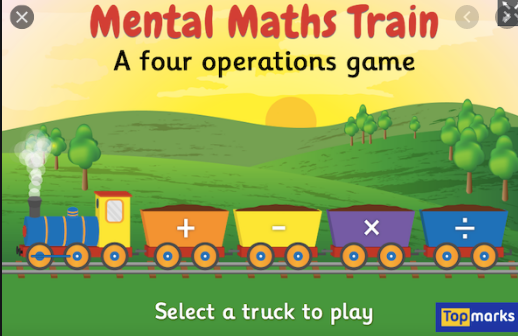 Mental Maths Train
A four operations game
+ - × ÷
Select a truck to play
Topmarks